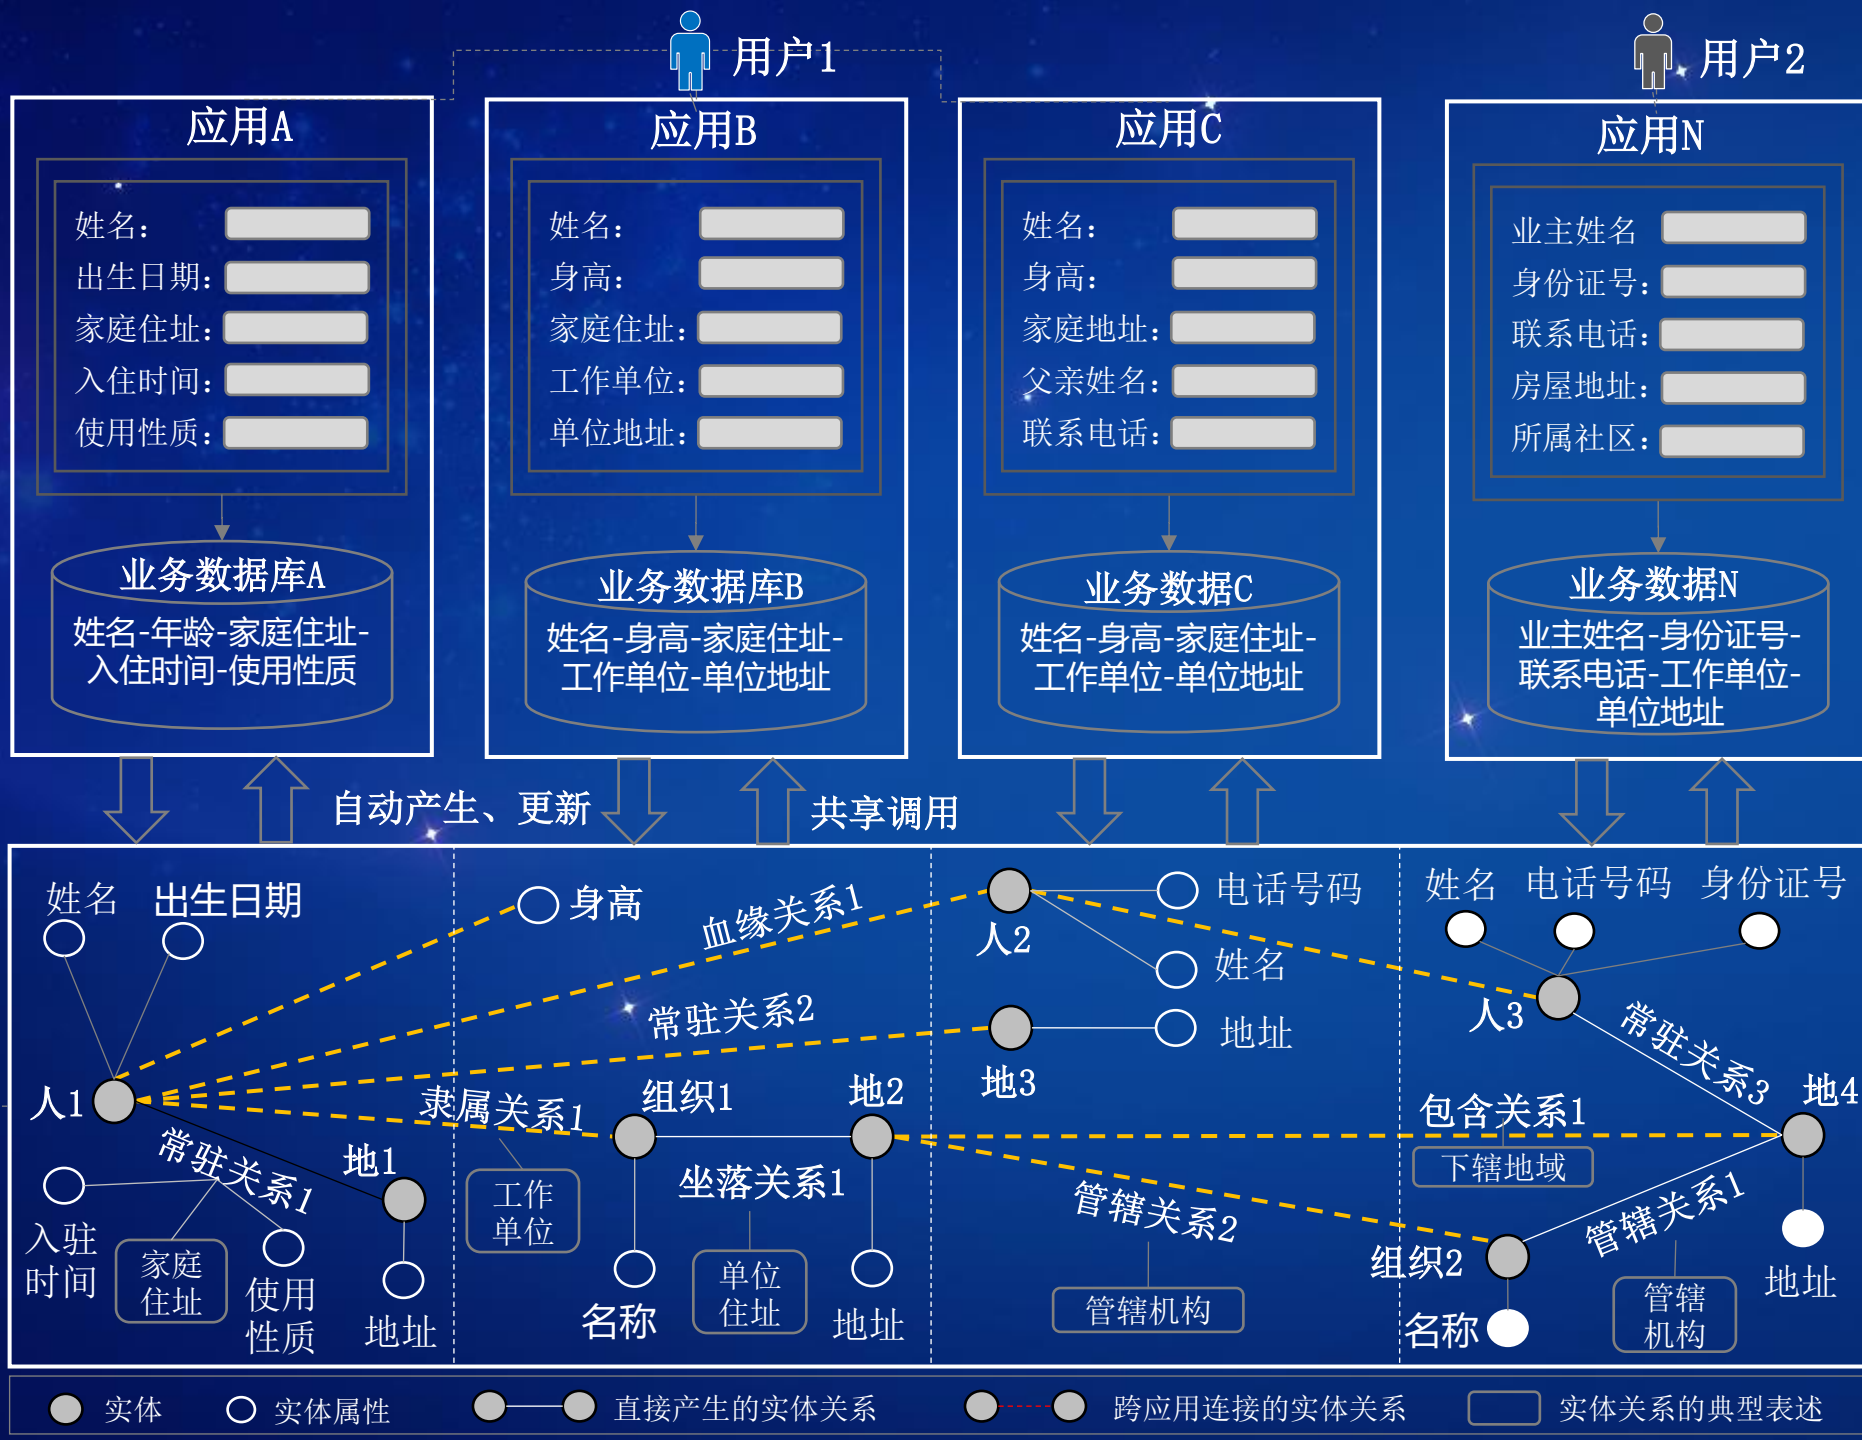 用户1
用户2
应用A
姓名：
出生日期：
家庭住址：
入住时间：
使用性质：
业务数据库A
姓名-年龄-家庭住址-
入住时间-使用性质
应用B
姓名：
身高：
家庭住址：
工作单位：
单位地址：
业务数据库B
姓名-身高-家庭住址-
工作单位-单位地址
应用C
姓名：
身高：
家庭地址：
父亲姓名：
联系电话：
业务数据C
姓名-身高-家庭住址-
工作单位-单位地址
应用N
业主姓名
身份证号：
联系电话：
房屋地址：
所属社区：
业务数据N
业主姓名-身份证号-
联系电话-工作单位-
单位地址
自动产生、更新
共享调用
姓名
出生日期
人1
常驻关系1
地1
入驻
时间
家庭
住址
使用
性质
地址
身高
血缘关系1
常驻关系2
隶属关系1
组织1
地2
工作
单位
坐落关系1
名称
单位
住址
地址
人2
电话号码
姓名
地3
地址
管辖关系2
管辖机构
姓名
电话号码
身份证号
人3
常驻关系3
地4
包含关系1
下辖地域
管辖关系1
组织2
名称
管辖
机构
地址
实体
实体属性
直接产生的实体关系
跨应用连接的实体关系
实体关系的典型表述